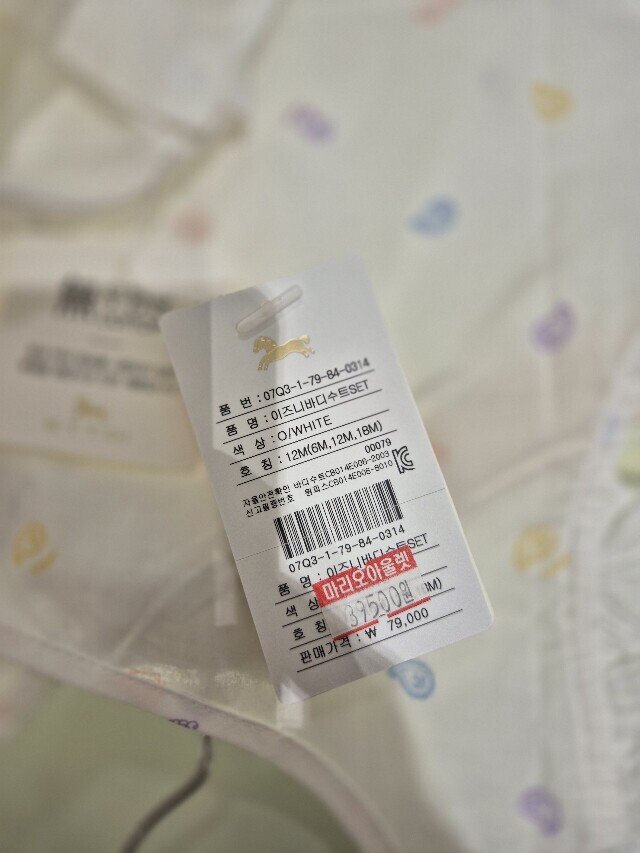 품 번 : 07Q3-1-79-84-0314
품 명 : 이즈니바디수트SET
색 상 : O/WHITE
호 칭 : 12M(6M,12M,18M)
00079
자율안전확인 바디수트CB014E006-2003
신고필증번호 원피스CB014E006-8010
07Q3-1-79-84-0314
품 명 : 이즈니바디수트SET
마리오아울렛
색 상
39500원
호 칭
판매가격 : ₩ 79,000